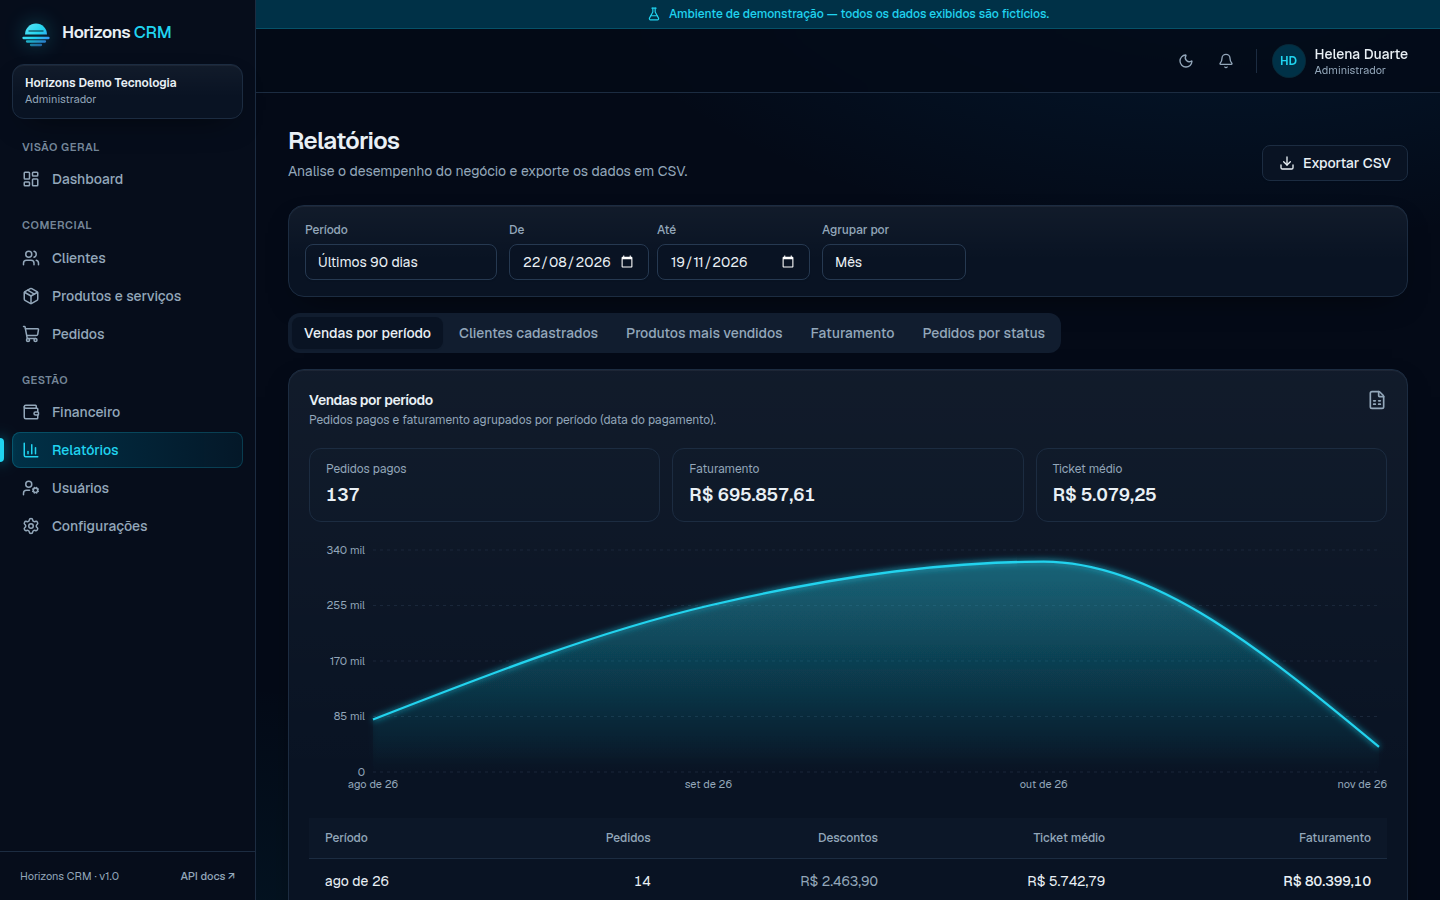 Ambiente de demonstração — todos os dados exibidos são fictícios.
Horizons CRM
Horizons Demo Tecnologia
Administrador
VISÃO GERAL
Dashboard
COMERCIAL
Clientes
Produtos e serviços
Pedidos
GESTÃO
Financeiro
Relatórios
Usuários
Configurações
Horizons CRM · v1.0
API docs
HD
Helena Duarte
Administrador
Relatórios
Analise o desempenho do negócio e exporte os dados em CSV.
Exportar CSV
Período De Até Agrupar por
Últimos 90 dias 22/08/2026 19/11/2026 Mês
Vendas por período Clientes cadastrados Produtos mais vendidos Faturamento Pedidos por status
Vendas por período
Pedidos pagos e faturamento agrupados por período (data do pagamento).
Pedidos pagos
137
Faturamento
R$ 695.857,61
Ticket médio
R$ 5.079,25
340 mil
255 mil
170 mil
85 mil
0
ago de 26 set de 26 out de 26 nov de 26
Período Pedidos Descontos Ticket médio Faturamento
ago de 26 14 R$ 2.463,90 R$ 5.742,79 R$ 80.399,10